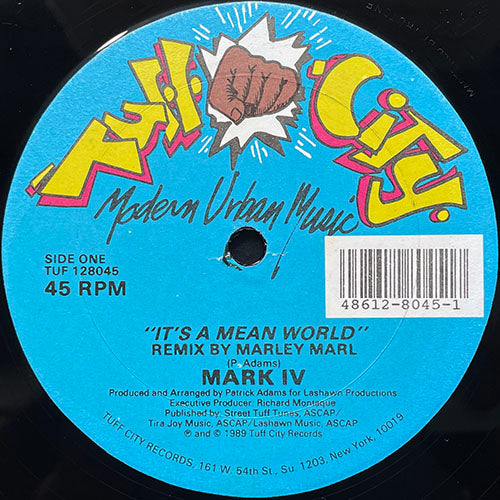 Tuff City
Modern Urban Music
SIDE ONE
TUF 128045
45 RPM
48612-8045-1
"IT'S A MEAN WORLD"
REMIX BY MARLEY MARL
(P. Adams)
MARK IV
Produced and Arranged by Patrick Adams for Lashawn Productions
Executive Producer: Richard Montaque
Published by: Street Tuff Tunes, ASCAP/
Tira Joy Music, ASCAP/Lashawn Music, ASCAP
℗ and © 1989 Tuff City Records
TUFF CITY RECORDS, 161 W. 54th St., Su. 1203, New York, 10019